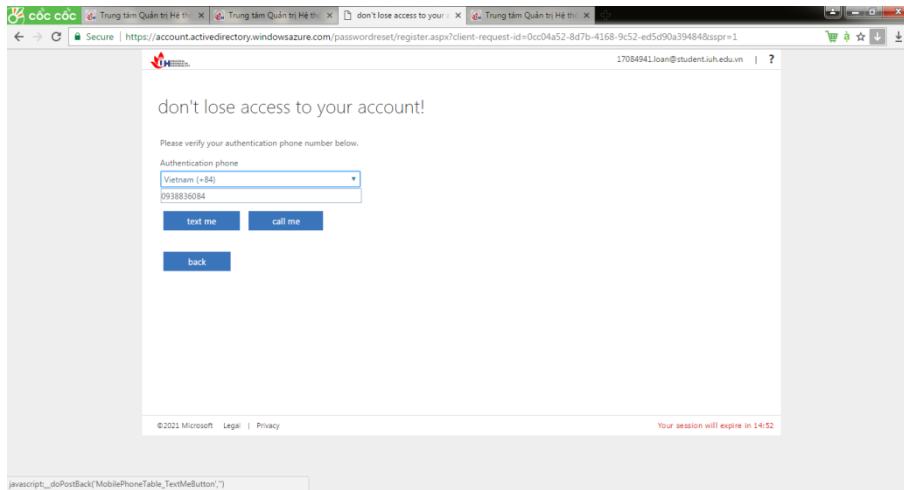 cốc cốc
Trung tâm Quản trị Hệ th
Trung tâm Quản trị Hệ th
don't lose access to your a
Trung tâm Quản trị Hệ th
Secure | https://account.activedirectory.windowsazure.com/passwordreset/register.aspx?client-request-id=0cc04a52-8d7b-4168-9c52-ed5d90a39484&sspr=1
17084941.loan@student.iuh.edu.vn | ?
don't lose access to your account!
Please verify your authentication phone number below.
Authentication phone
Vietnam (+84)
0938836084
text me
call me
back
©2021 Microsoft Legal | Privacy
Your session will expire in 14:52
javascript:__doPostBack('MobilePhoneTable_TextMeButton','')